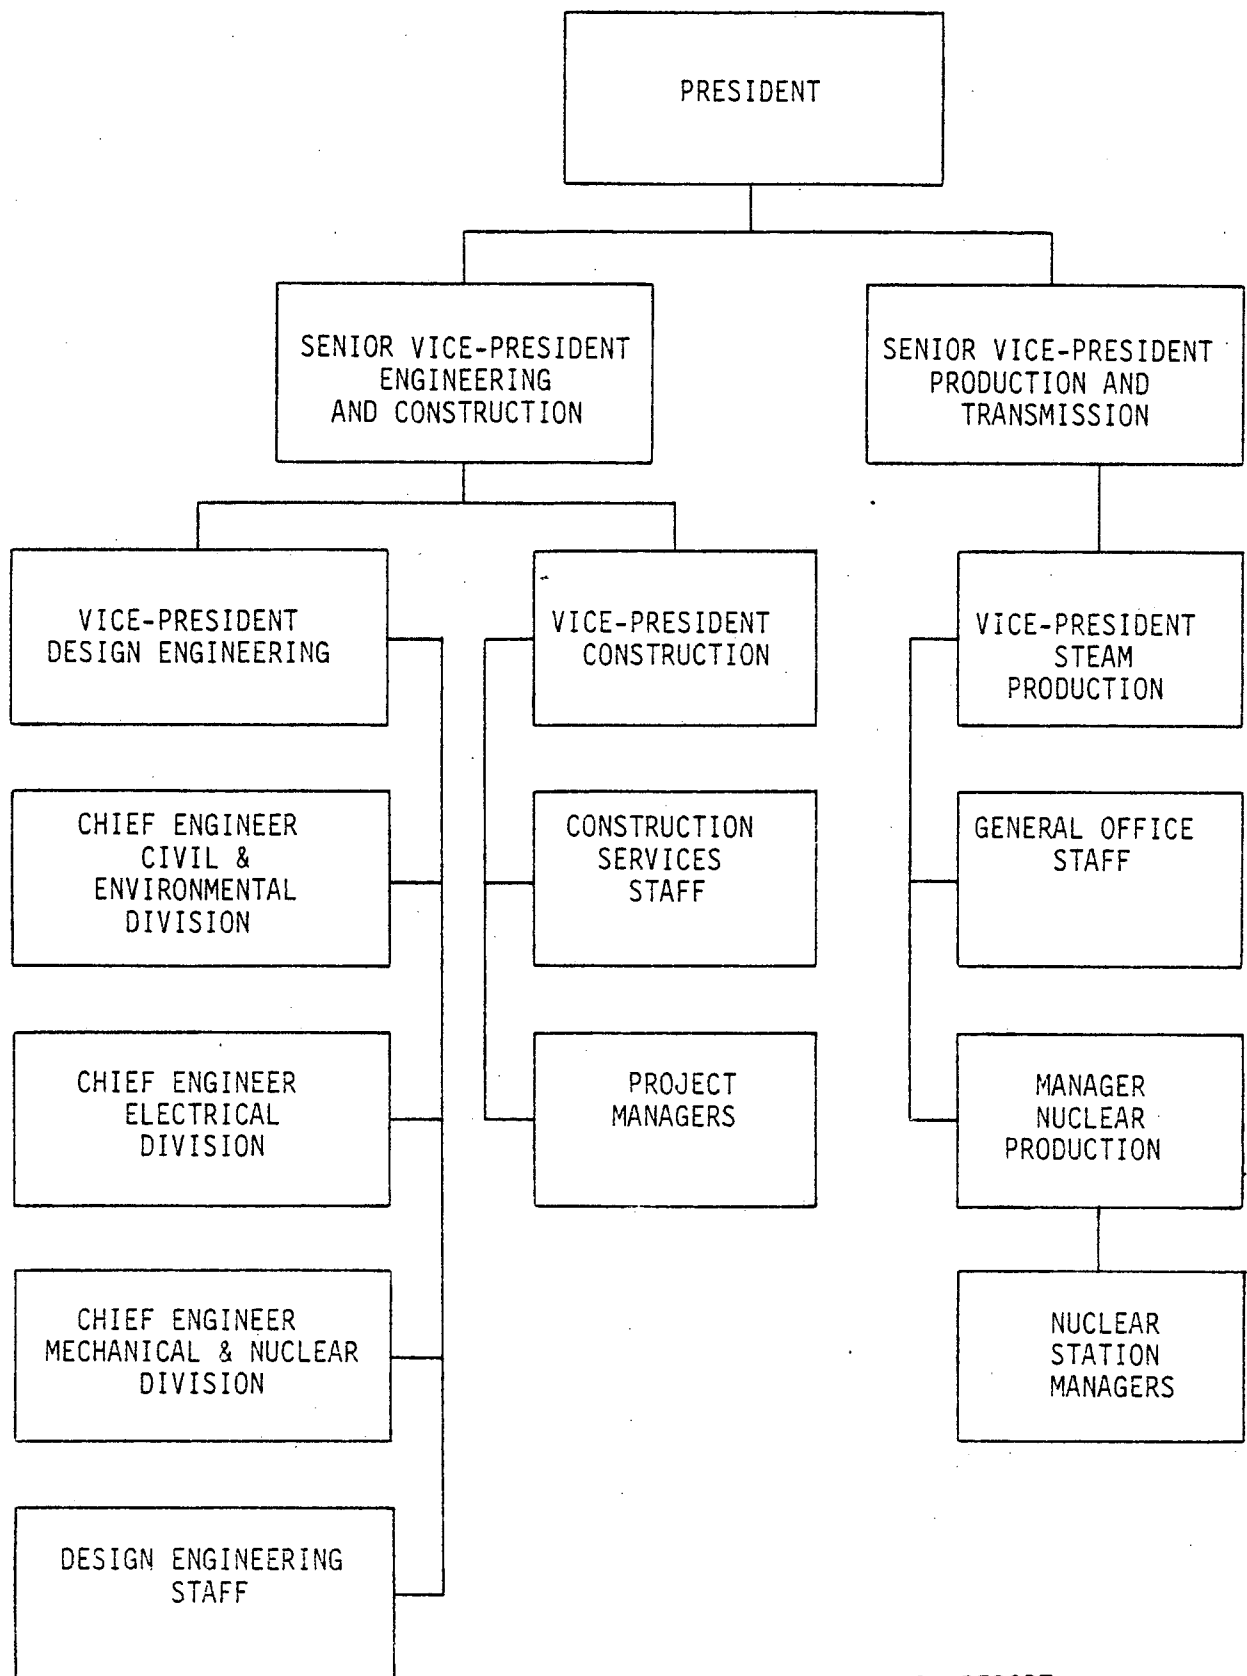 PRESIDENT
SENIOR VICE-PRESIDENT
ENGINEERING
AND CONSTRUCTION
SENIOR VICE-PRESIDENT
PRODUCTION AND
TRANSMISSION
VICE-PRESIDENT
DESIGN ENGINEERING
VICE-PRESIDENT
CONSTRUCTION
VICE-PRESIDENT
STEAM
PRODUCTION
CHIEF ENGINEER
CIVIL &
ENVIRONMENTAL
DIVISION
CONSTRUCTION
SERVICES
STAFF
GENERAL OFFICE
STAFF
CHIEF ENGINEER
ELECTRICAL
DIVISION
PROJECT
MANAGERS
MANAGER
NUCLEAR
PRODUCTION
CHIEF ENGINEER
MECHANICAL & NUCLEAR
DIVISION
NUCLEAR
STATION
MANAGERS
DESIGN ENGINEERING
STAFF